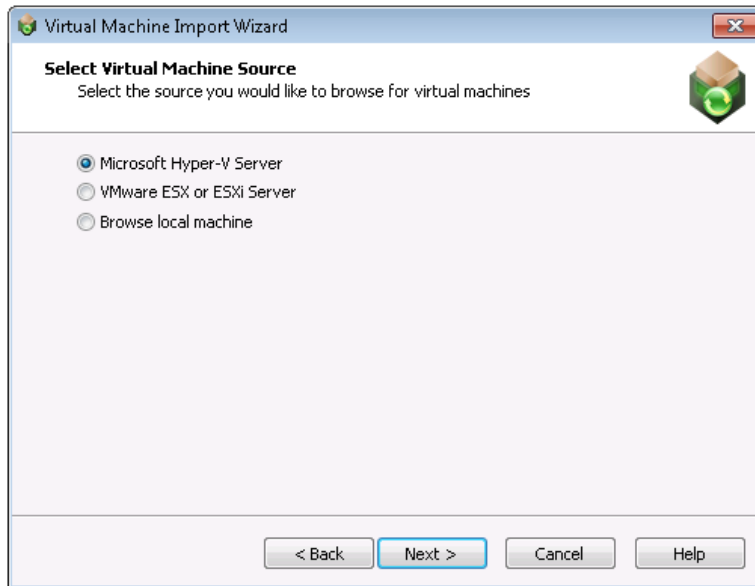 Virtual Machine Import Wizard
Select Virtual Machine Source
Select the source you would like to browse for virtual machines
Microsoft Hyper-V Server
VMware ESX or ESXi Server
Browse local machine
< Back Next > Cancel Help